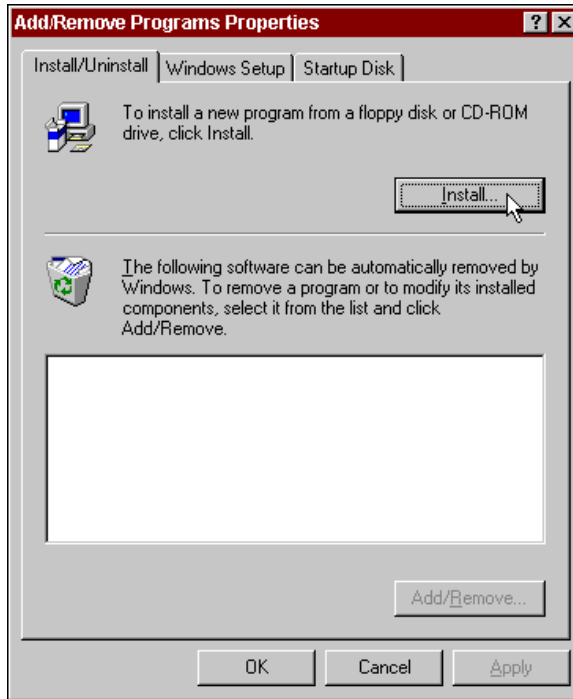 Add/Remove Programs Properties
Install/Uninstall
Windows Setup
Startup Disk
To install a new program from a floppy disk or CD-ROM
drive, click Install.
Install...
The following software can be automatically removed by
Windows. To remove a program or to modify its installed
components, select it from the list and click
Add/Remove.
Add/Remove...
OK
Cancel
Apply